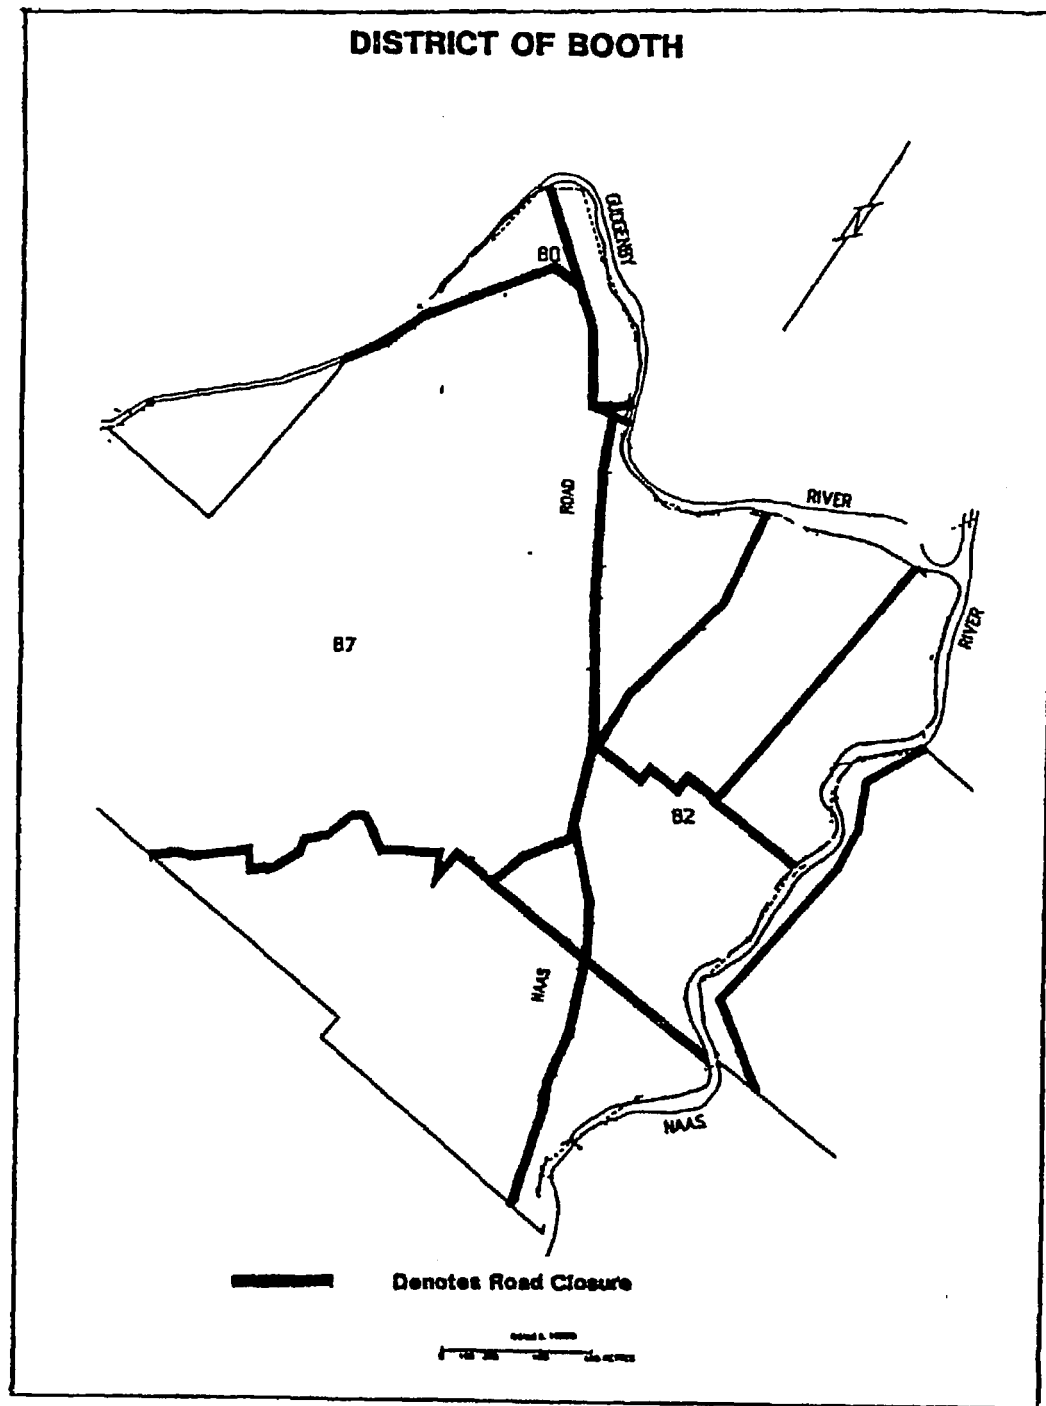 DISTRICT OF BOOTH
GUDGENBY
80
N
ROAD
RIVER
RIVER
87
82
NAAS
NAAS
Denotes Road Closure